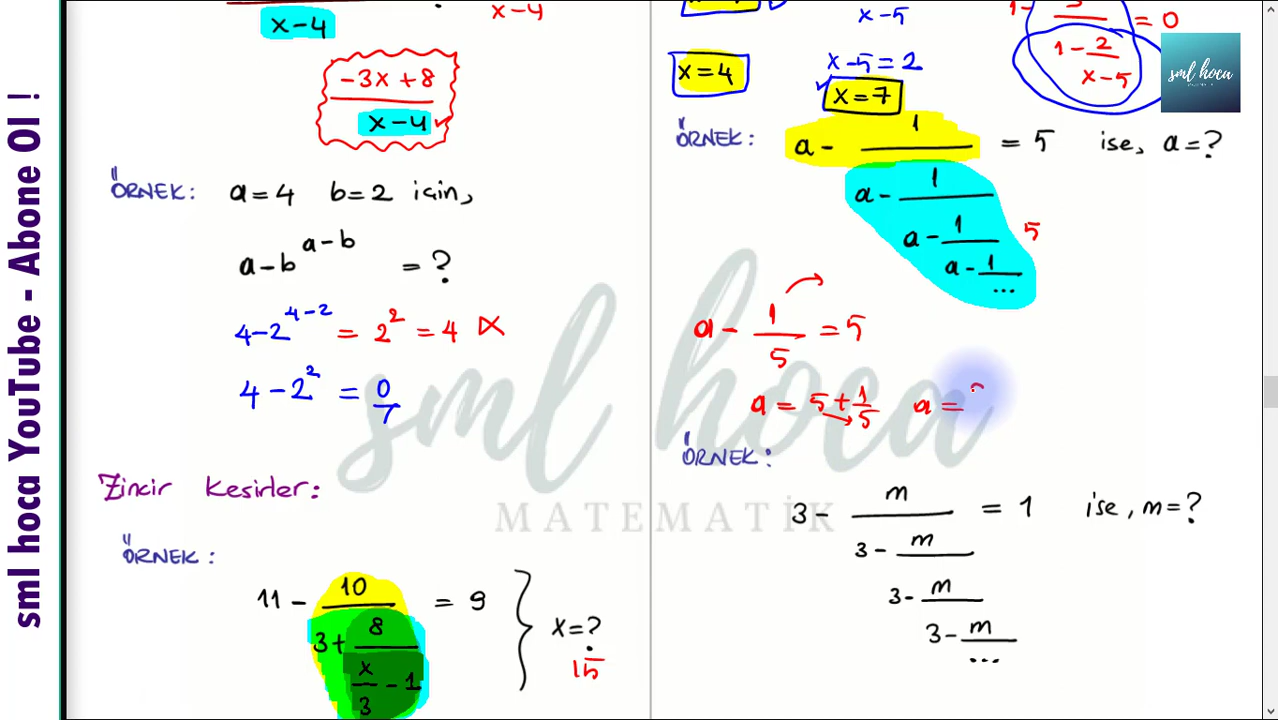 sml hoca YouTube - Abone Ol !
x-4
x-4
-3x+8
x-4
ÖRNEK: a=4 b=2 için,
a-b^{a-b} = ?
4-2^{4-2} = 2^2 = 4
4-2^2 = 0
Zincir Kesirler:
ÖRNEK:
11 - 10 = 9
3+ 8
x
3
- 1
x=?
15
x-5
1-
= 0
1- 2
x-5
x=4
x-5=2
x=7
sml hoca
ÖRNEK: a - 1 = 5 ise, a=?
a - 1
a - 1 5
a - 1
...
a - 1 = 5
5
a = 5 + 1 a =
5
ÖRNEK:
3 - m = 1 ise, m=?
3 - m
3 - m
3 - m
...
sml hoca
MATEMATİK